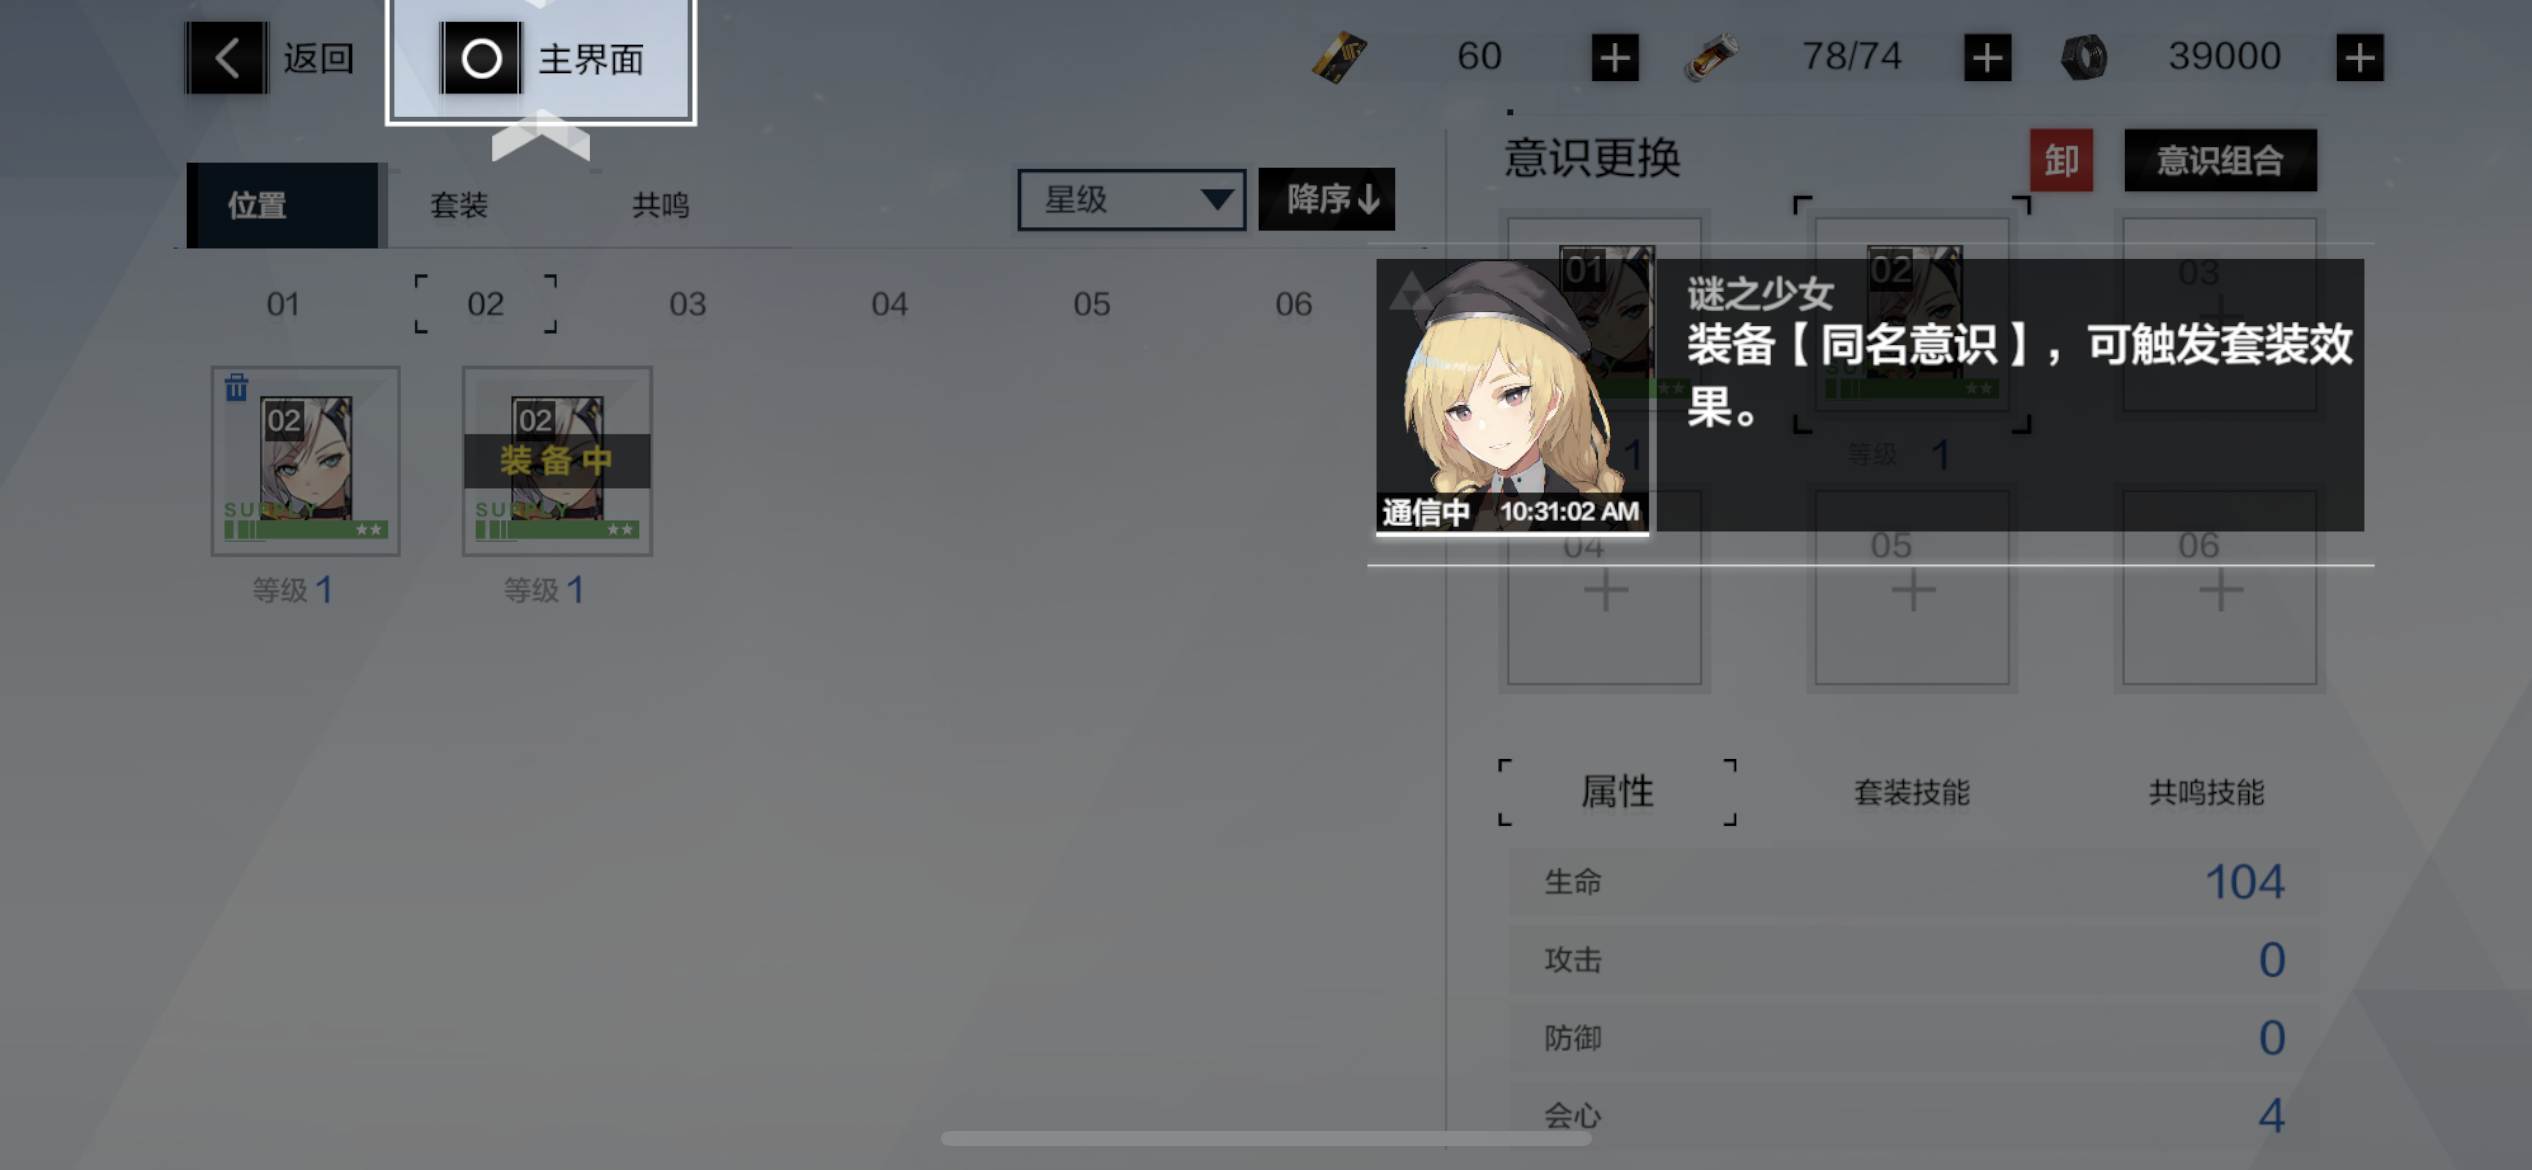 返回
主界面
60
78/74
39000
位置
套装
共鸣
星级
降序↓
意识更换
卸
意识组合
01
02
03
04
05
06
02
SUPPLY
★★
等级 1
02
装备中
SUPPLY
★★
等级 1
01
02
03
谜之少女
装备【同名意识】，可触发套装效
果。
通信中 10:31:02 AM
★★
1
★★
等级 1
04
05
06
属性
套装技能
共鸣技能
生命 104
攻击 0
防御 0
会心 4